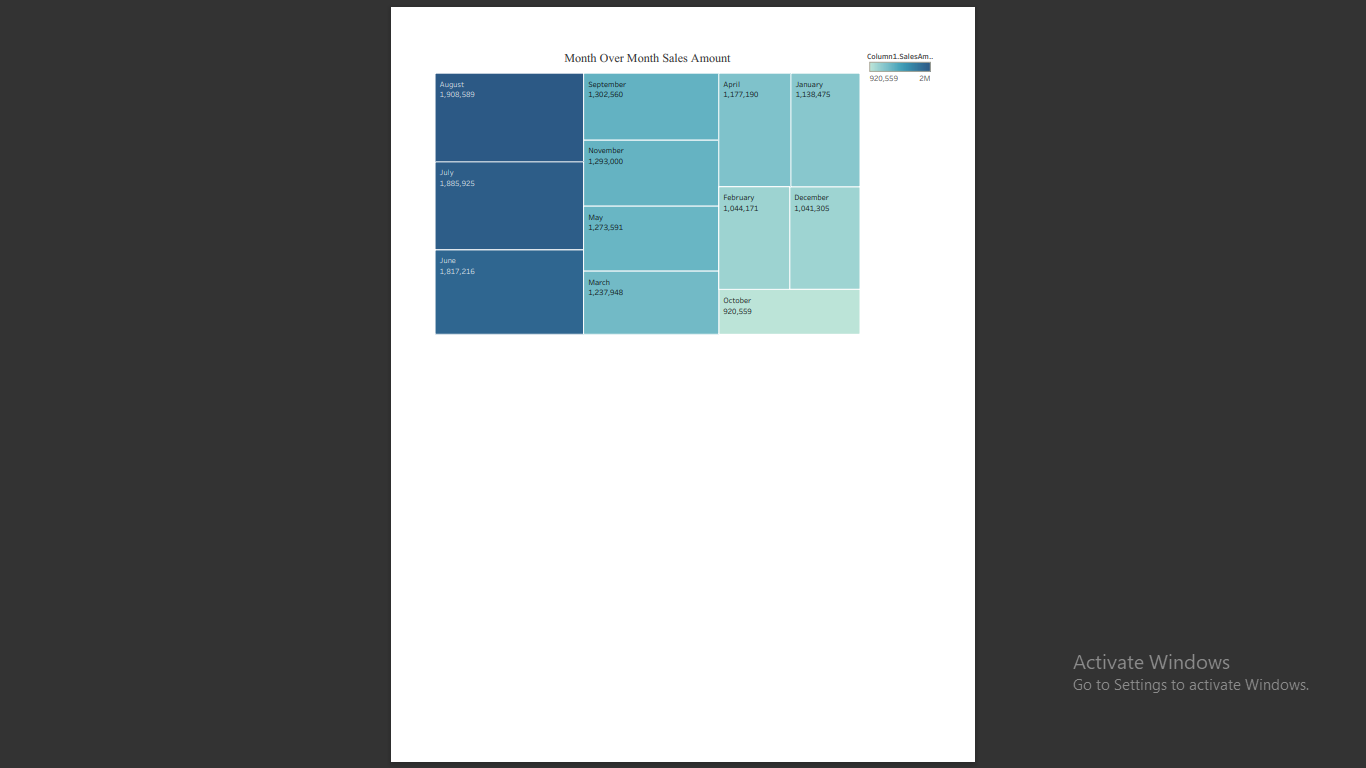 Month Over Month Sales Amount
Column1.SalesAm..
920,559 2M
August
1,908,589
July
1,885,925
June
1,817,216
September
1,302,560
November
1,293,000
May
1,273,591
March
1,237,948
April
1,177,190
January
1,138,475
February
1,044,171
December
1,041,305
October
920,559
Activate Windows
Go to Settings to activate Windows.